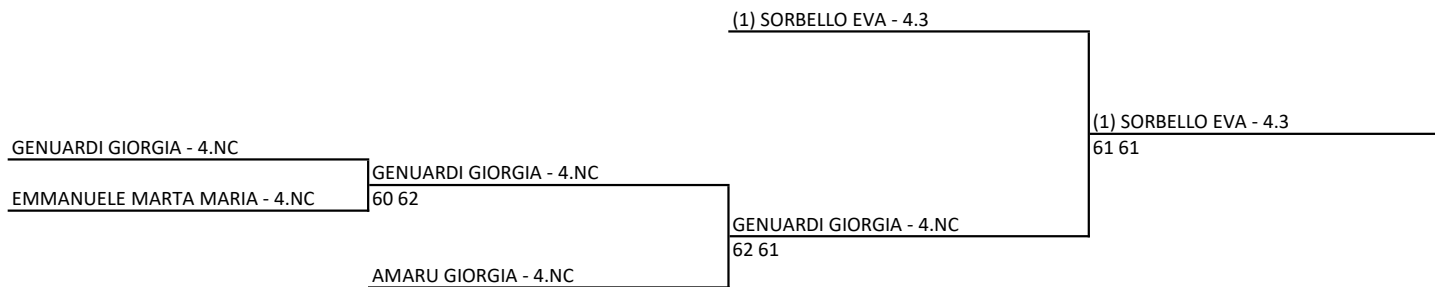 (1) SORBELLO EVA - 4.3
(1) SORBELLO EVA - 4.3
61 61
GENUARDI GIORGIA - 4.NC
GENUARDI GIORGIA - 4.NC
EMMANUELE MARTA MARIA - 4.NC
60 62
GENUARDI GIORGIA - 4.NC
62 61
AMARU GIORGIA - 4.NC